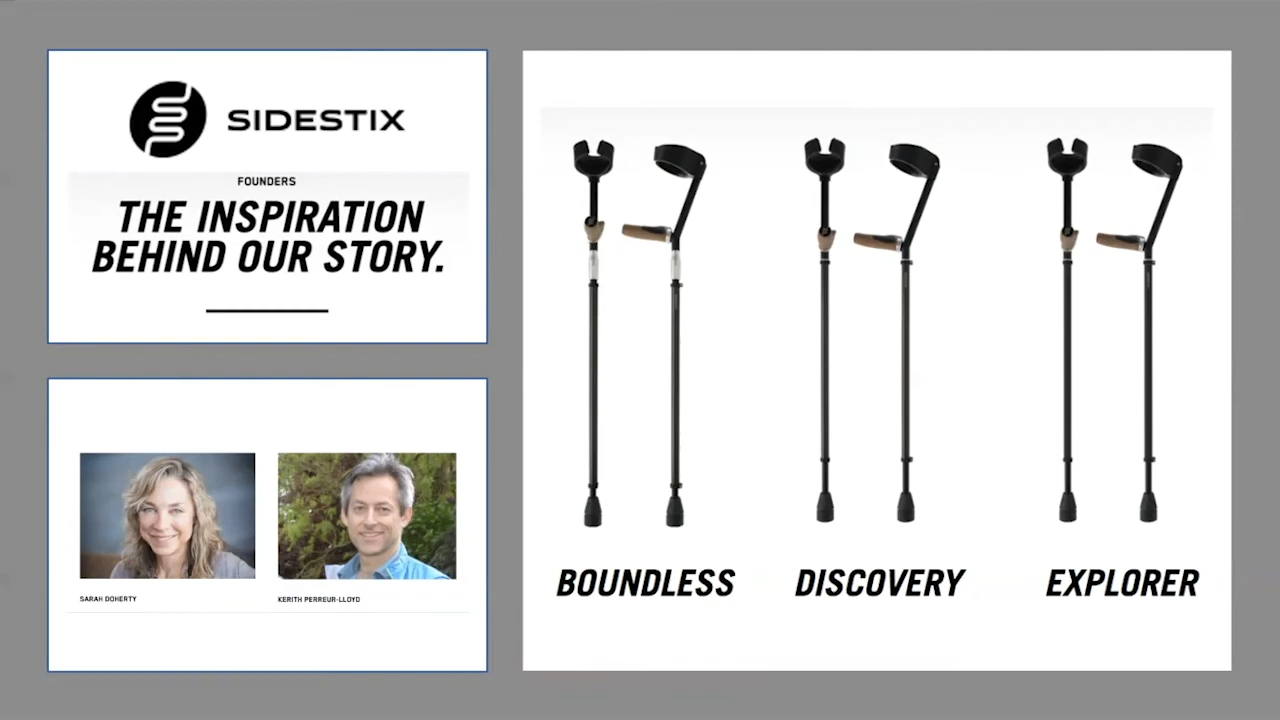 SIDESTIX
FOUNDERS
THE INSPIRATION
BEHIND OUR STORY.
SARAH DOHERTY
KERITH PERREUR-LLOYD
BOUNDLESS
DISCOVERY
EXPLORER